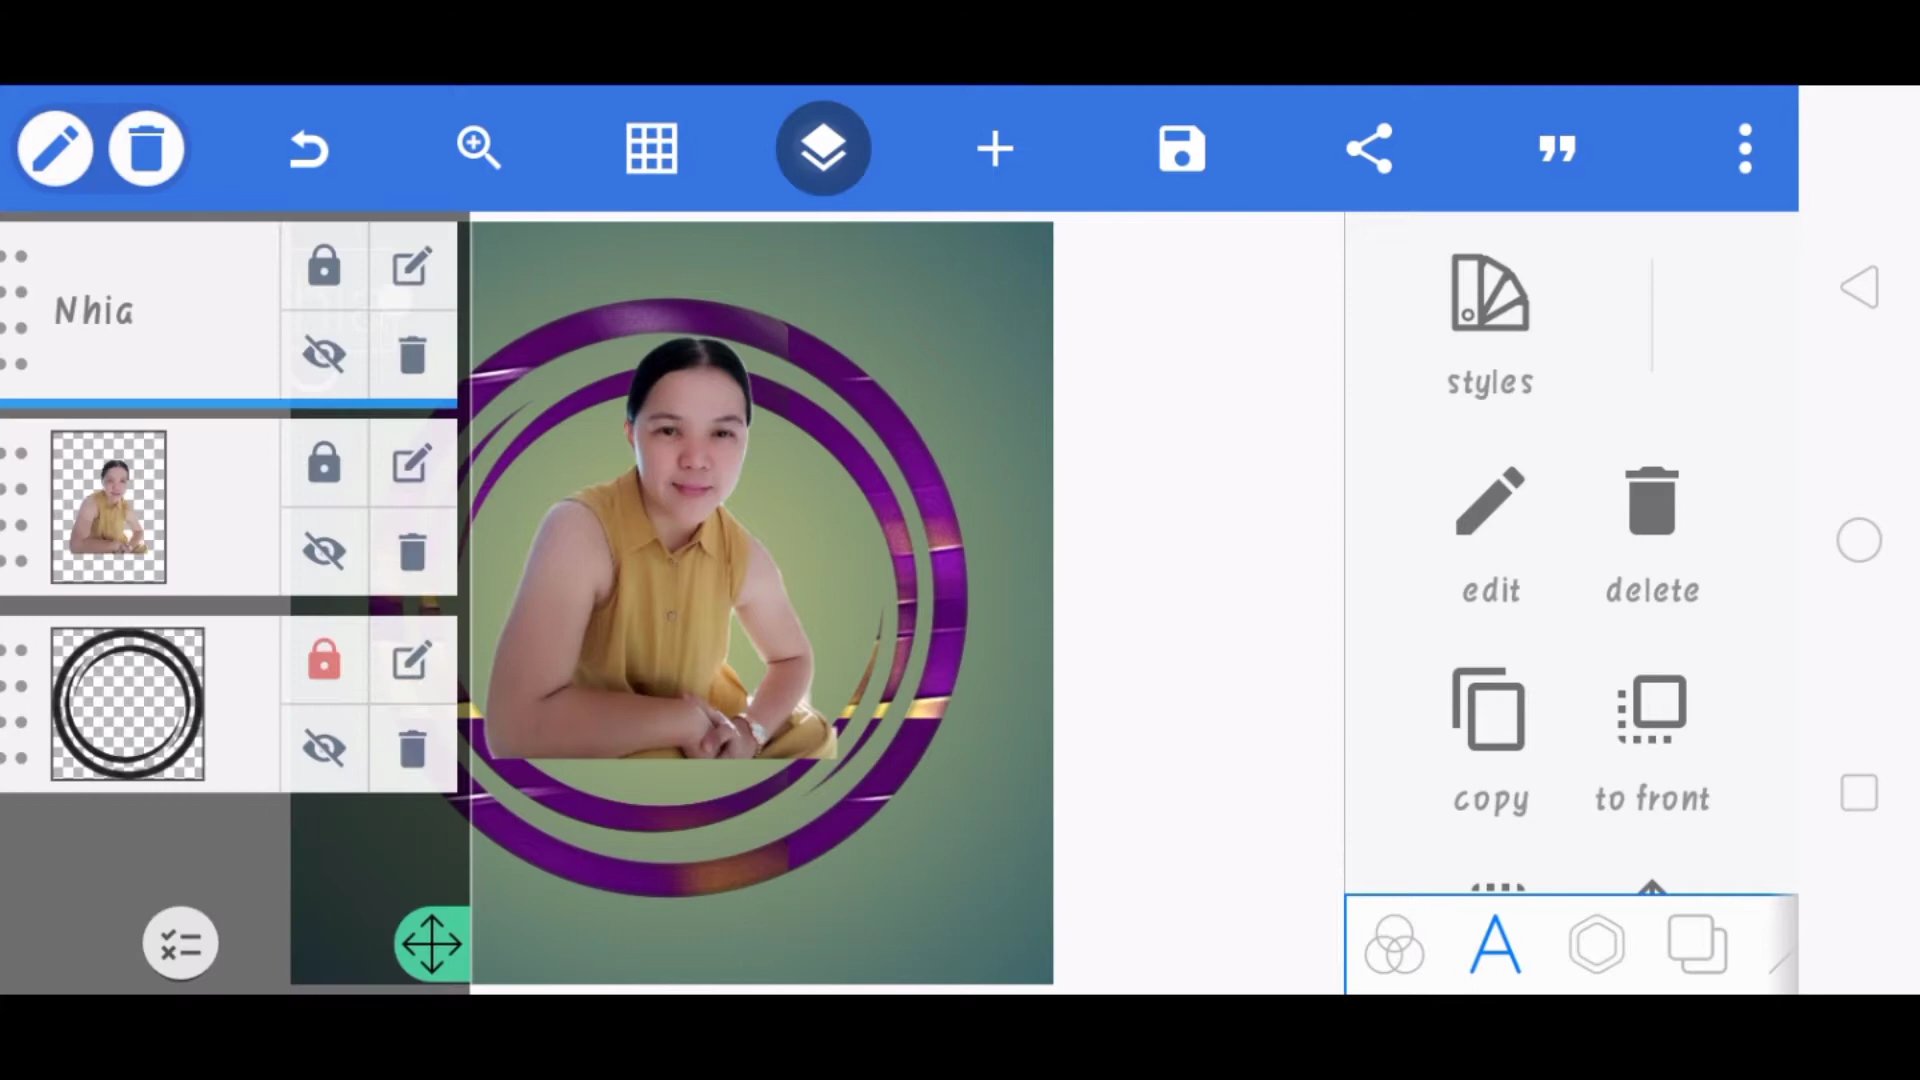 Nhia
styles
edit
delete
copy
to front